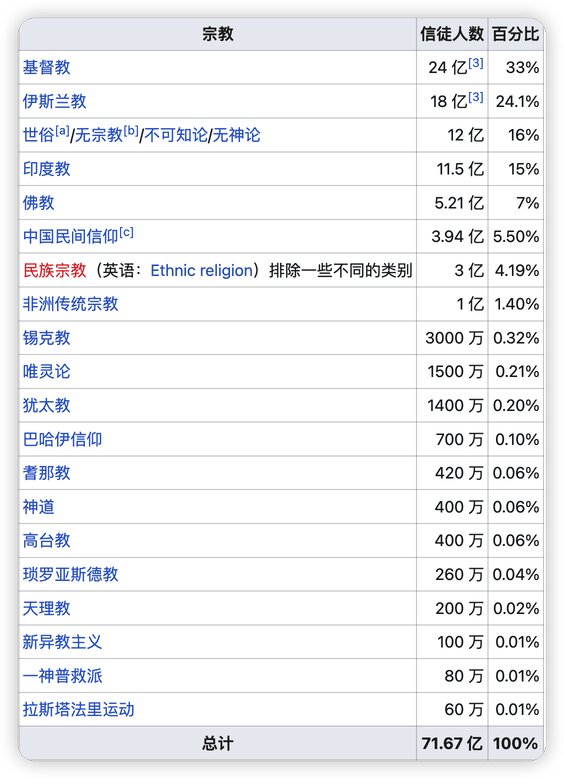 宗教 信徒人数 百分比
基督教 24 亿[3] 33%
伊斯兰教 18 亿[3] 24.1%
世俗[a]/无宗教[b]/不可知论/无神论 12 亿 16%
印度教 11.5 亿 15%
佛教 5.21 亿 7%
中国民间信仰[c] 3.94 亿 5.50%
民族宗教（英语：Ethnic religion）排除一些不同的类别 3 亿 4.19%
非洲传统宗教 1 亿 1.40%
锡克教 3000 万 0.32%
唯灵论 1500 万 0.21%
犹太教 1400 万 0.20%
巴哈伊信仰 700 万 0.10%
耆那教 420 万 0.06%
神道 400 万 0.06%
高台教 400 万 0.06%
琐罗亚斯德教 260 万 0.04%
天理教 200 万 0.02%
新异教主义 100 万 0.01%
一神普救派 80 万 0.01%
拉斯塔法里运动 60 万 0.01%
总计 71.67 亿 100%